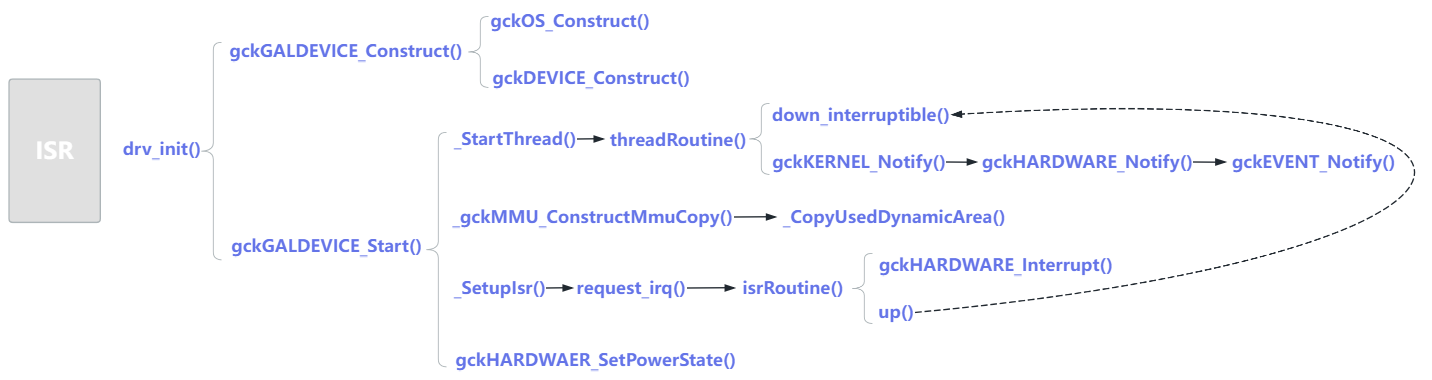 ISR
drv_init()
gckGALDEVICE_Construct()
gckOS_Construct()
gckDEVICE_Construct()
gckGALDEVICE_Start()
_StartThread()
threadRoutine()
down_interruptible()
gckKERNEL_Notify()
gckHARDWARE_Notify()
gckEVENT_Notify()
_gckMMU_ConstructMmuCopy()
_CopyUsedDynamicArea()
_SetupIsr()
request_irq()
isrRoutine()
gckHARDWARE_Interrupt()
up()
gckHARDWAER_SetPowerState()